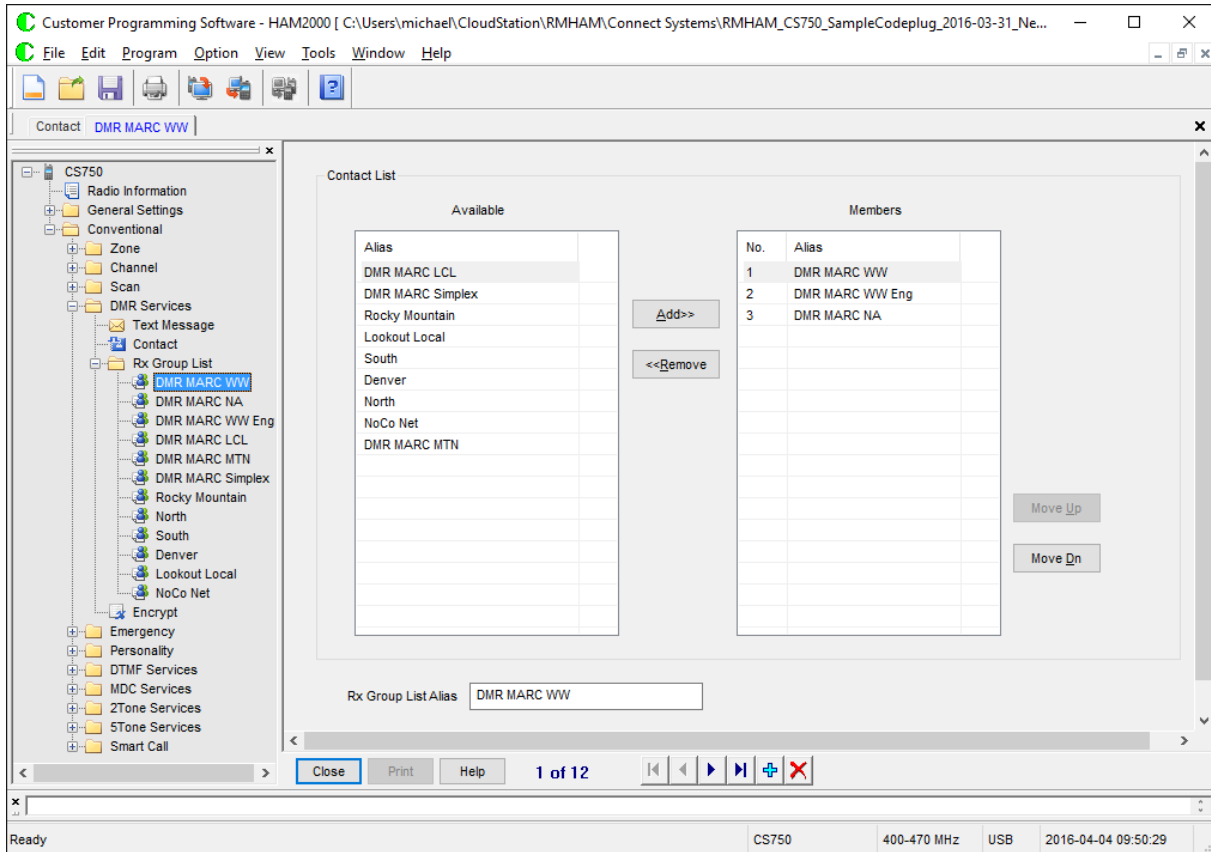 Customer Programming Software - HAM2000 [ C:\Users\michael\CloudStation\RMHAM\Connect Systems\RMHAM_CS750_SampleCodeplug_2016-03-31_Ne...
File Edit Program Option View Tools Window Help
Contact DMR MARC WW
CS750
Radio Information
General Settings
Conventional
Zone
Channel
Scan
DMR Services
Text Message
Contact
Rx Group List
DMR MARC WW
DMR MARC NA
DMR MARC WW Eng
DMR MARC LCL
DMR MARC MTN
DMR MARC Simplex
Rocky Mountain
North
South
Denver
Lookout Local
NoCo Net
Encrypt
Emergency
Personality
DTMF Services
MDC Services
2Tone Services
5Tone Services
Smart Call
Contact List
Available
Alias
DMR MARC LCL
DMR MARC Simplex
Rocky Mountain
Lookout Local
South
Denver
North
NoCo Net
DMR MARC MTN
Add>>
<<Remove
Members
No. Alias
1 DMR MARC WW
2 DMR MARC WW Eng
3 DMR MARC NA
Move Up
Move Dn
Rx Group List Alias DMR MARC WW
Close Print Help 1 of 12
Ready CS750 400-470 MHz USB 2016-04-04 09:50:29